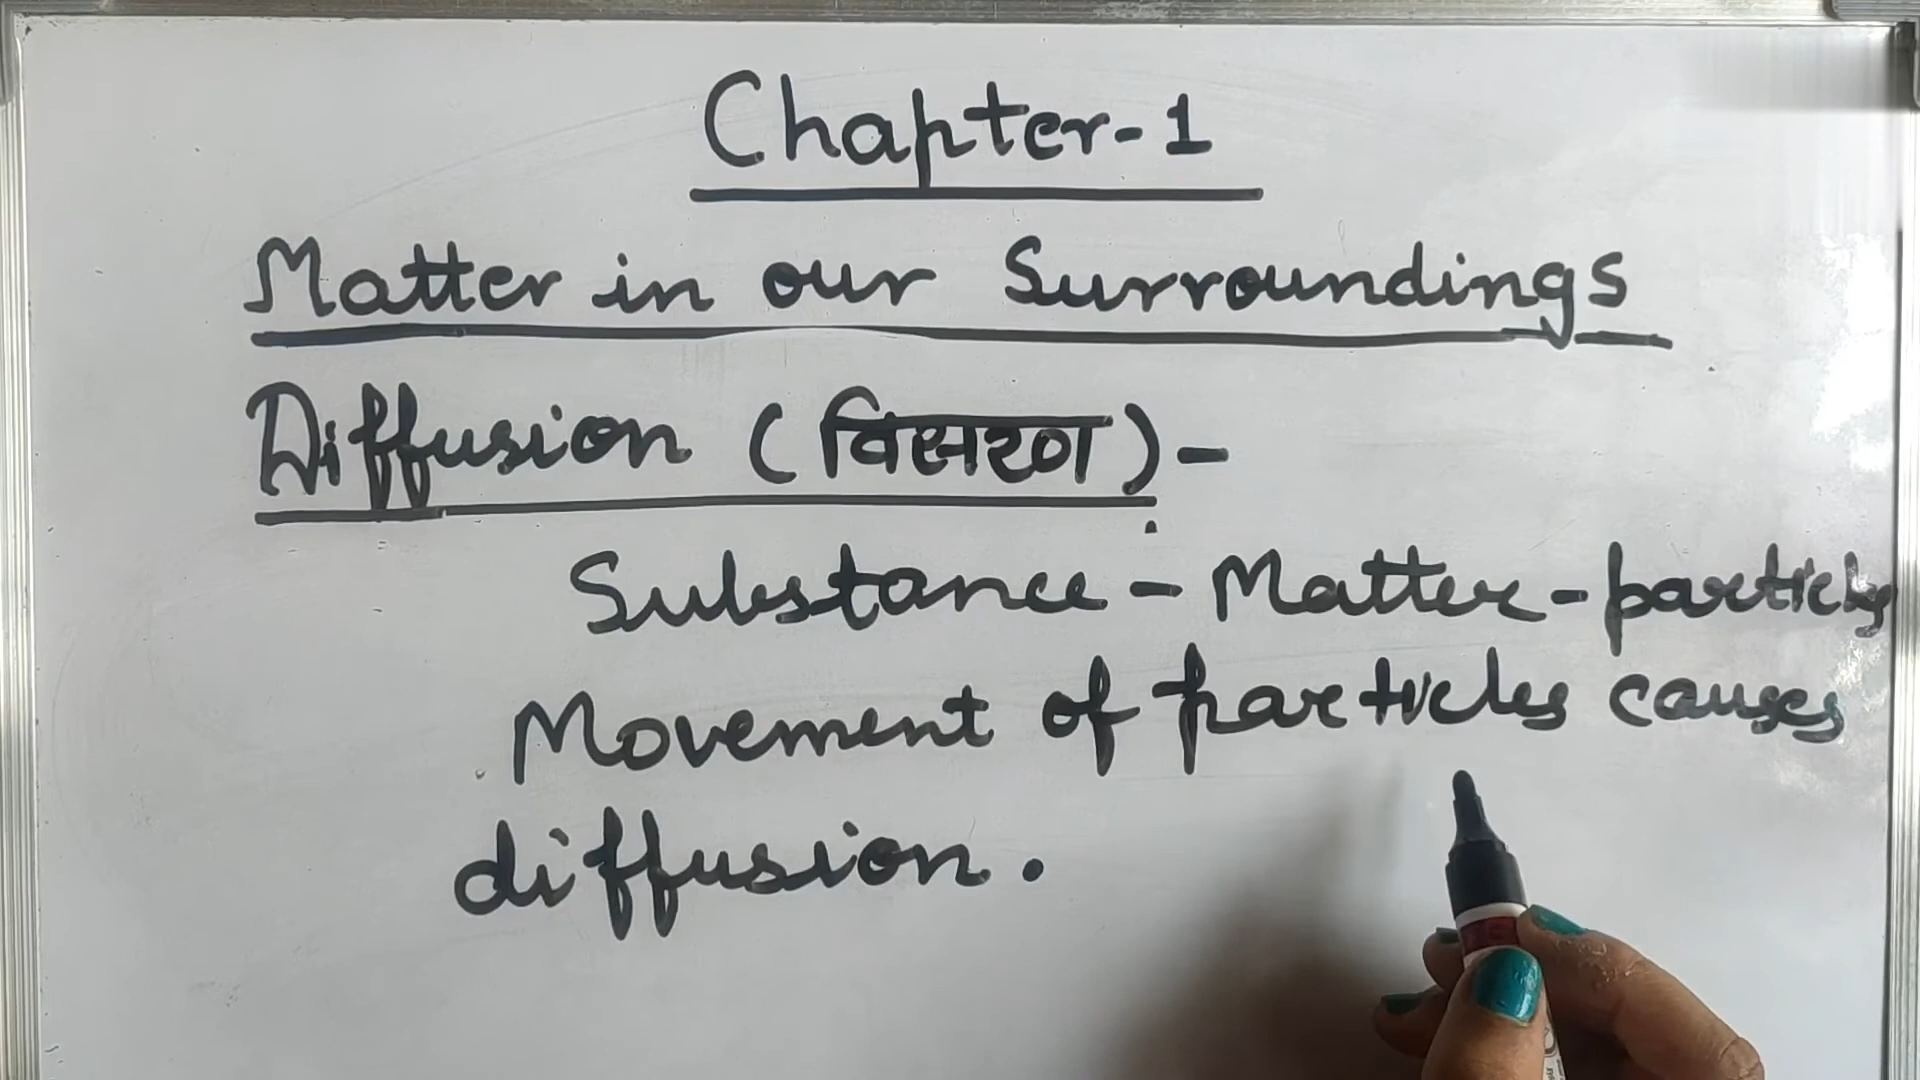 Chapter-1
Matter in our Surroundings
Diffusion (विसरण)-
Substance - Matter - particles
Movement of particles causes
diffusion.